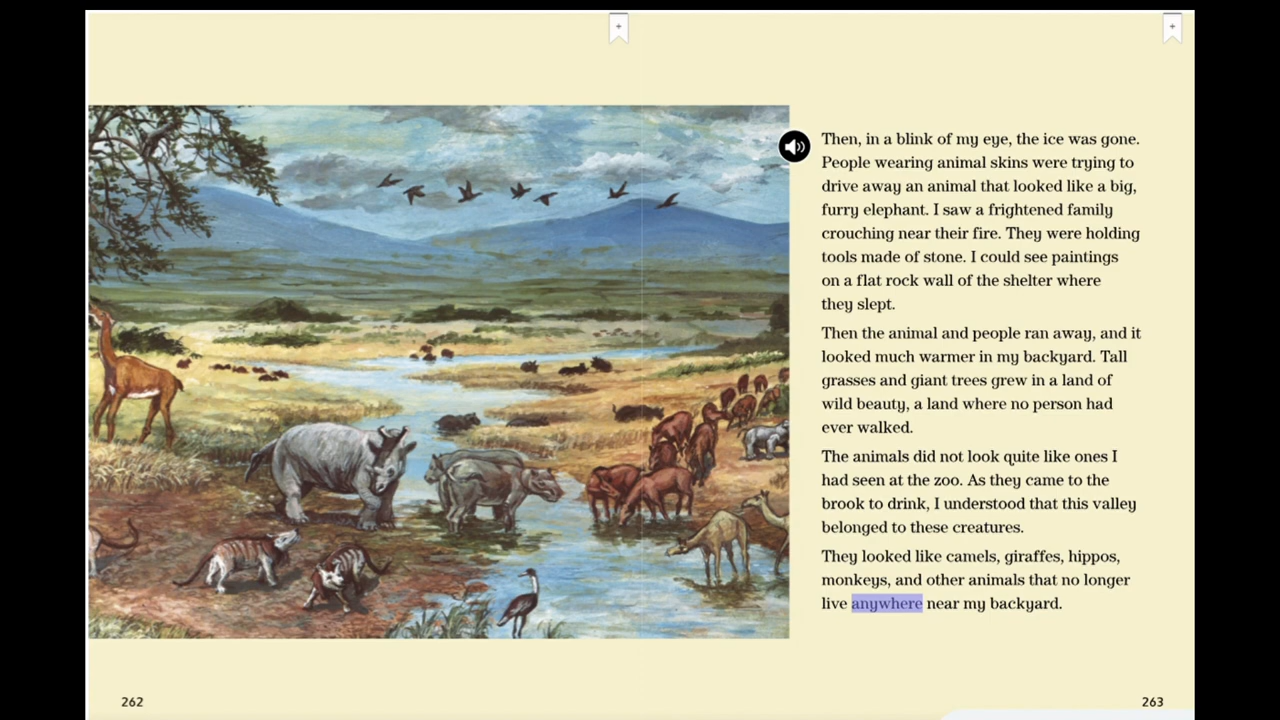 Then, in a blink of my eye, the ice was gone.
People wearing animal skins were trying to
drive away an animal that looked like a big,
furry elephant. I saw a frightened family
crouching near their fire. They were holding
tools made of stone. I could see paintings
on a flat rock wall of the shelter where
they slept.
Then the animal and people ran away, and it
looked much warmer in my backyard. Tall
grasses and giant trees grew in a land of
wild beauty, a land where no person had
ever walked.
The animals did not look quite like ones I
had seen at the zoo. As they came to the
brook to drink, I understood that this valley
belonged to these creatures.
They looked like camels, giraffes, hippos,
monkeys, and other animals that no longer
live anywhere near my backyard.
262
263